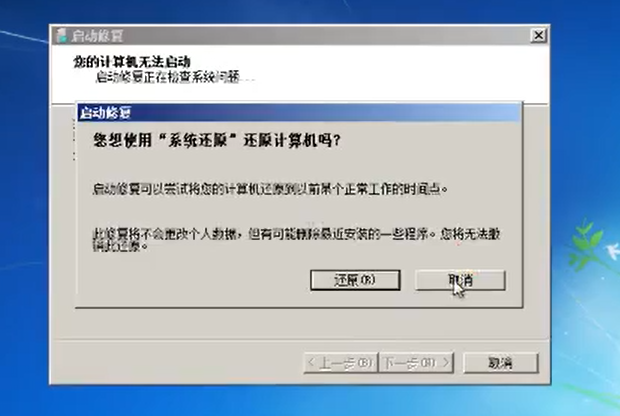 启动修复
您的计算机无法启动
启动修复正在检查系统问题...
启动修复
您想使用“系统还原”还原计算机吗？
启动修复可以尝试将您的计算机还原到以前某个正常工作的时间点。
此修复将不会更改个人数据，但有可能删除最近安装的一些程序。您将无法撤
消此还原。
还原(R)
取消
< 上一步(B)
下一步(N) >
取消